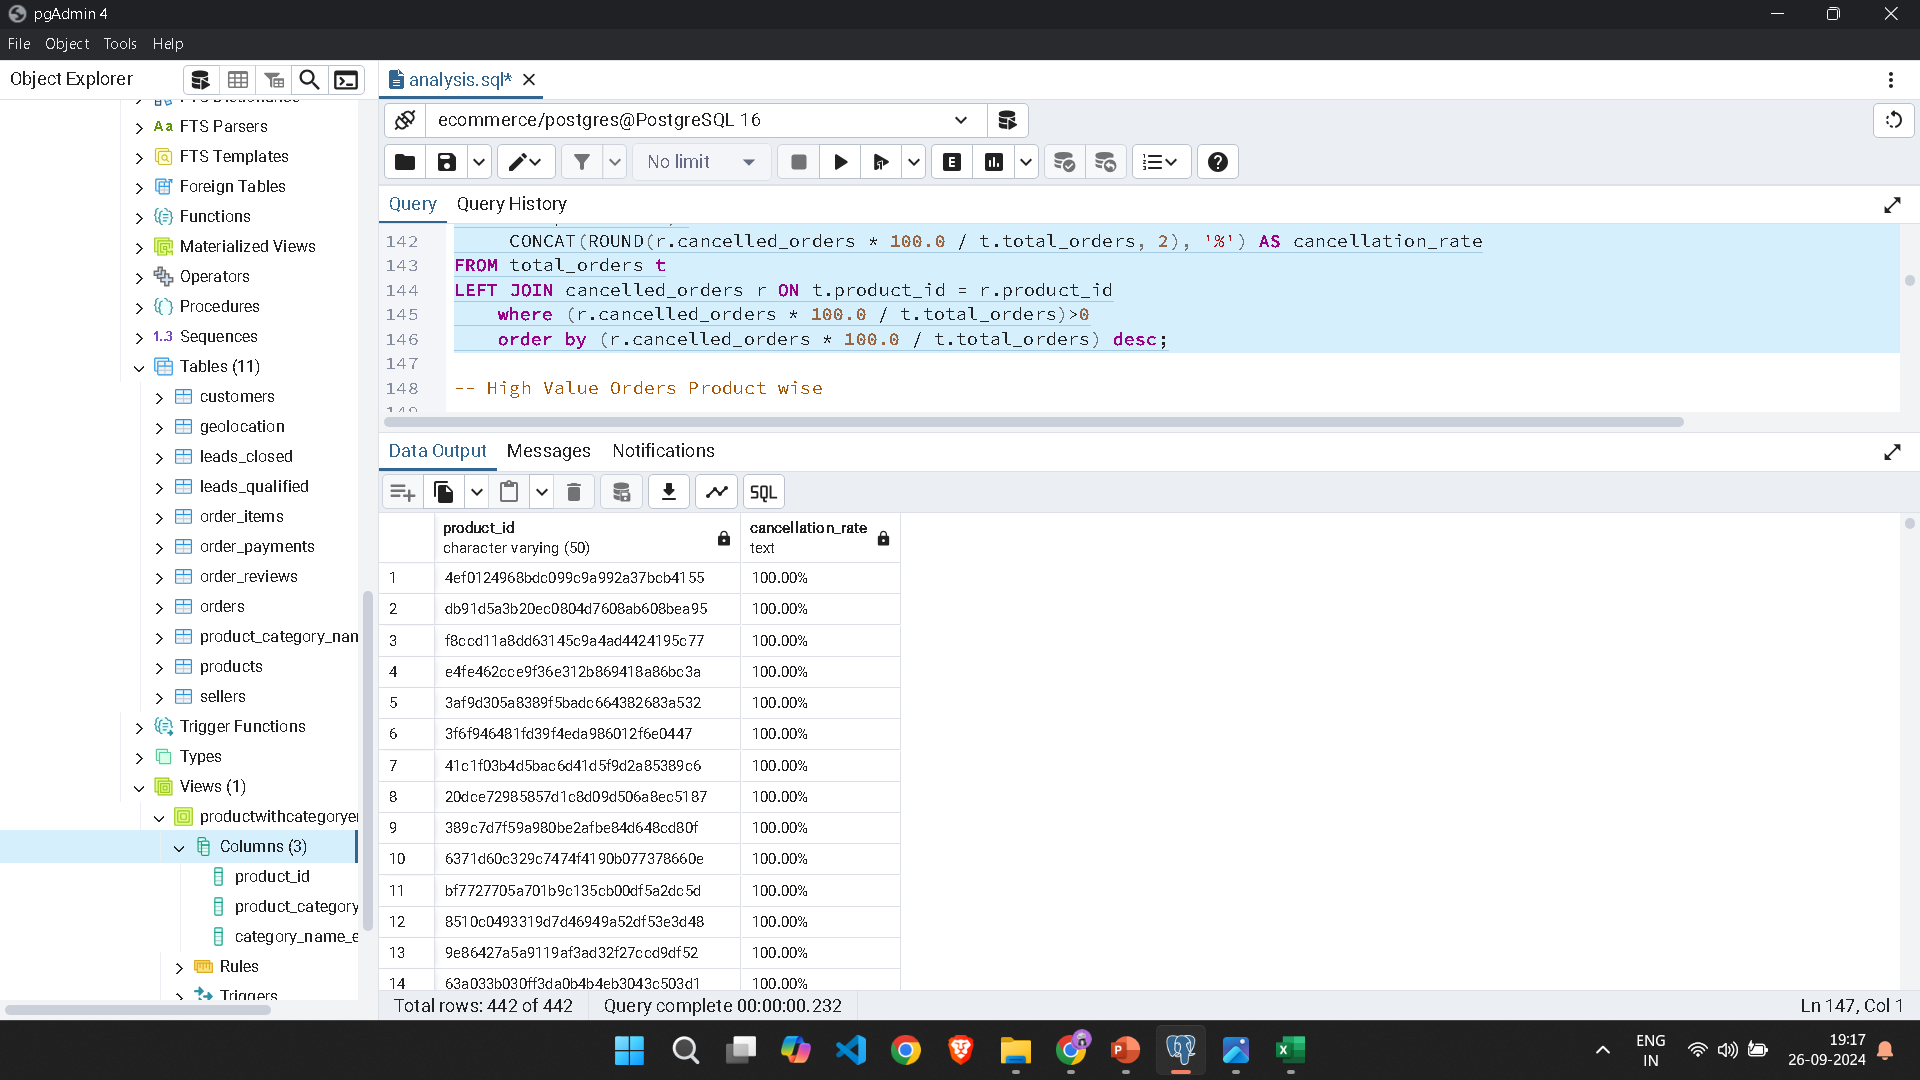 pgAdmin 4
File Object Tools Help
Object Explorer
FTS Dictionaries
Aa FTS Parsers
FTS Templates
Foreign Tables
Functions
Materialized Views
Operators
Procedures
1..3 Sequences
Tables (11)
customers
geolocation
leads_closed
leads_qualified
order_items
order_payments
order_reviews
orders
product_category_nan
products
sellers
Trigger Functions
Types
Views (1)
productwithcategorye
Columns (3)
product_id
product_category
category_name_e
Rules
Triggers
analysis.sql*
ecommerce/postgres@PostgreSQL 16
No limit
E
Query Query History
142 CONCAT(ROUND(r.cancelled_orders * 100.0 / t.total_orders, 2), '%') AS cancellation_rate
143 FROM total_orders t
144 LEFT JOIN cancelled_orders r ON t.product_id = r.product_id
145 where (r.cancelled_orders * 100.0 / t.total_orders)>0
146 order by (r.cancelled_orders * 100.0 / t.total_orders) desc;
147
148 -- High Value Orders Product wise
149
Data Output Messages Notifications
SQL
product_id cancellation_rate
character varying (50) text
1 4ef0124968bdc099c9a992a37bcb4155 100.00%
2 db91d5a3b20ec0804d7608ab608bea95 100.00%
3 f8ccd11a8dd63145c9a4ad4424195c77 100.00%
4 e4fe462cce9f36e312b869418a86bc3a 100.00%
5 3af9d305a8389f5badc664382683a532 100.00%
6 3f6f946481fd39f4eda986012f6e0447 100.00%
7 41c1f03b4d5bac6d41d5f9d2a85389c6 100.00%
8 20dce72985857d1c8d09d506a8ec5187 100.00%
9 389c7d7f59a980be2afbe84d648cd80f 100.00%
10 6371d60c329c7474f4190b077378660e 100.00%
11 bf7727705a701b9c135cb00df5a2dc5d 100.00%
12 8510c0493319d7d46949a52df53e3d48 100.00%
13 9e86427a5a9119af3ad32f27ccd9df52 100.00%
14 63a033b030ff3da0b4b4eb3043c503d1 100.00%
Total rows: 442 of 442 Query complete 00:00:00.232 Ln 147, Col 1
ENG
IN
19:17
26-09-2024